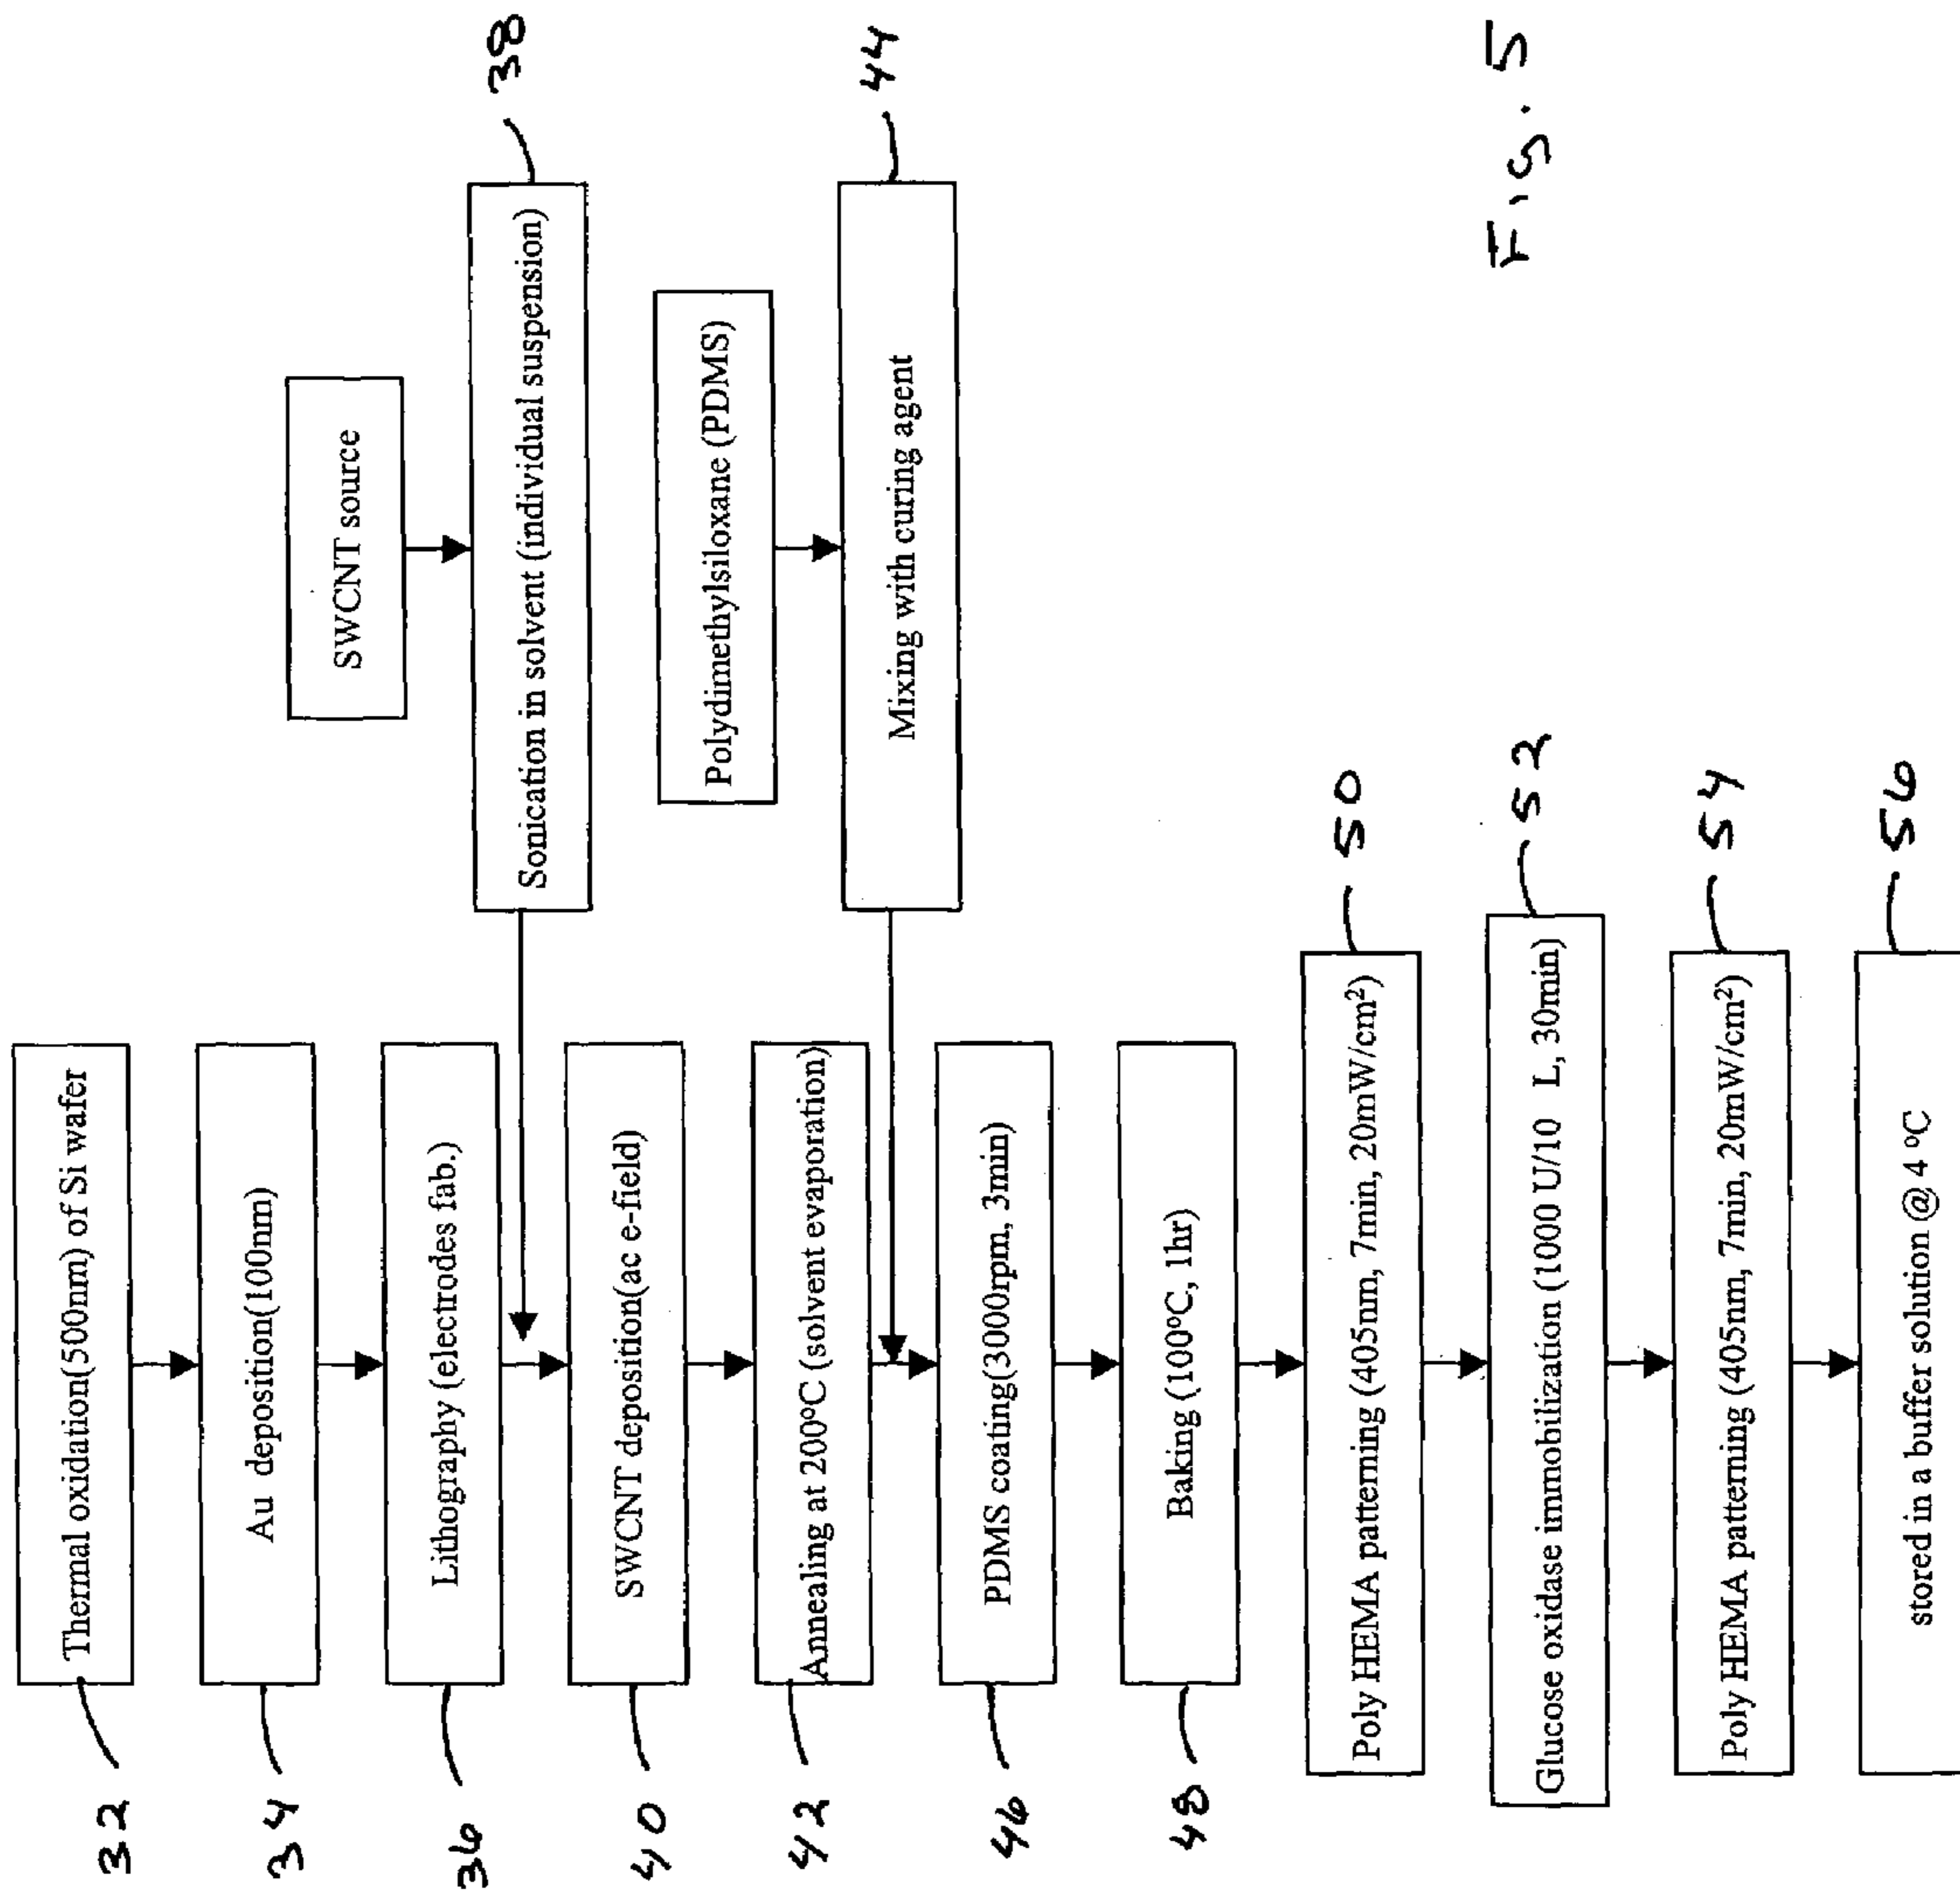 32
Thermal oxidation(500nm) of Si wafer
34
Au deposition(100nm)
36
Lithography (electrodes fab.)
SWCNT source
Sonication in solvent (individual suspension)
38
40
SWCNT deposition(ac e-field)
42
Annealing at 200°C (solvent evaporation)
Polydimethylsiloxane (PDMS)
Mixing with curing agent
44
46
PDMS coating(3000rpm, 3min)
48
Baking (100°C, 1hr)
Poly HEMA patterning (405nm, 7min, 20mW/cm²)
50
Glucose oxidase immobilization (1000 U/10 L, 30min)
52
Poly HEMA patterning (405nm, 7min, 20mW/cm²)
54
stored in a buffer solution @ 4 °C
56
Fig. 5